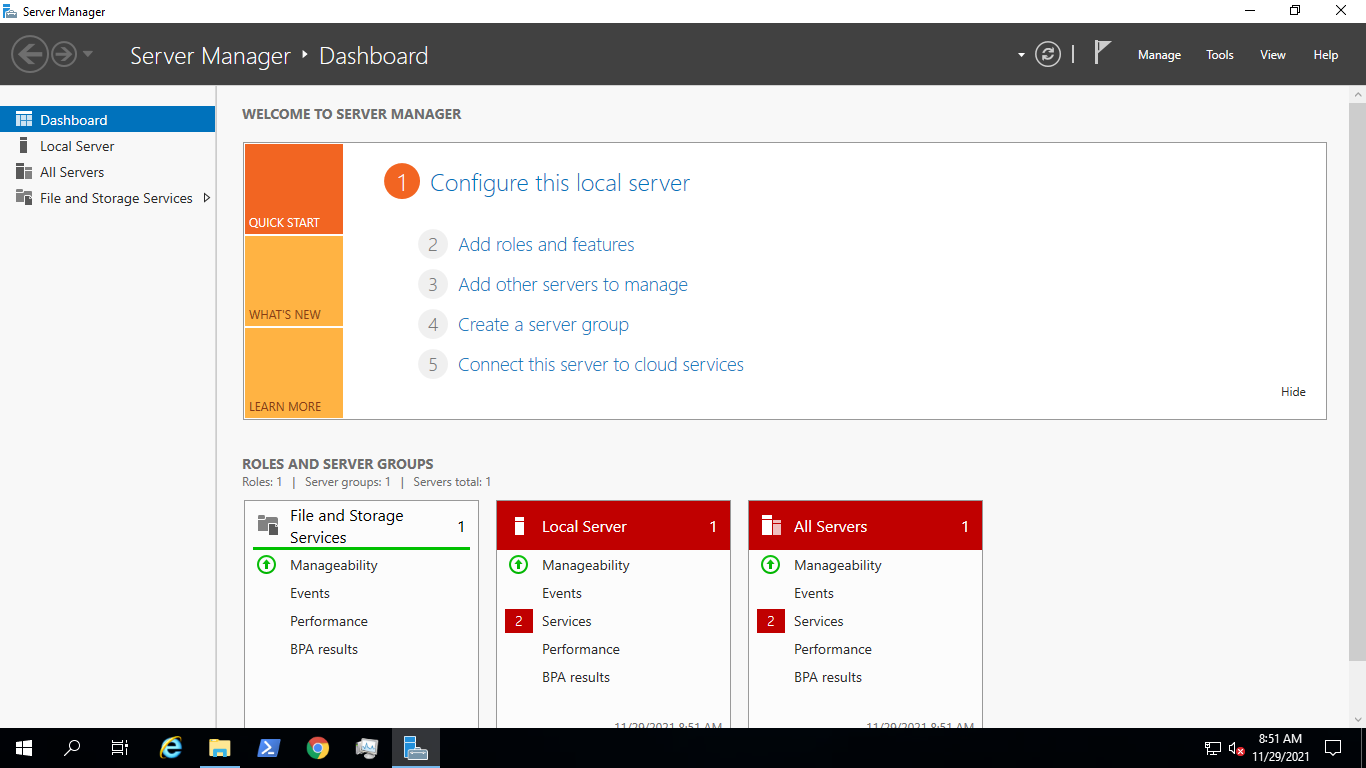 Server Manager
Server Manager ‣ Dashboard
Manage Tools View Help
Dashboard
Local Server
All Servers
File and Storage Services
WELCOME TO SERVER MANAGER
QUICK START
WHAT'S NEW
LEARN MORE
1 Configure this local server
2 Add roles and features
3 Add other servers to manage
4 Create a server group
5 Connect this server to cloud services
Hide
ROLES AND SERVER GROUPS
Roles: 1 | Server groups: 1 | Servers total: 1
File and Storage
Services 1
Manageability
Events
Performance
BPA results
Local Server 1
Manageability
Events
2 Services
Performance
BPA results
11/29/2021 8:51 AM
All Servers 1
Manageability
Events
2 Services
Performance
BPA results
11/29/2021 8:51 AM
8:51 AM
11/29/2021